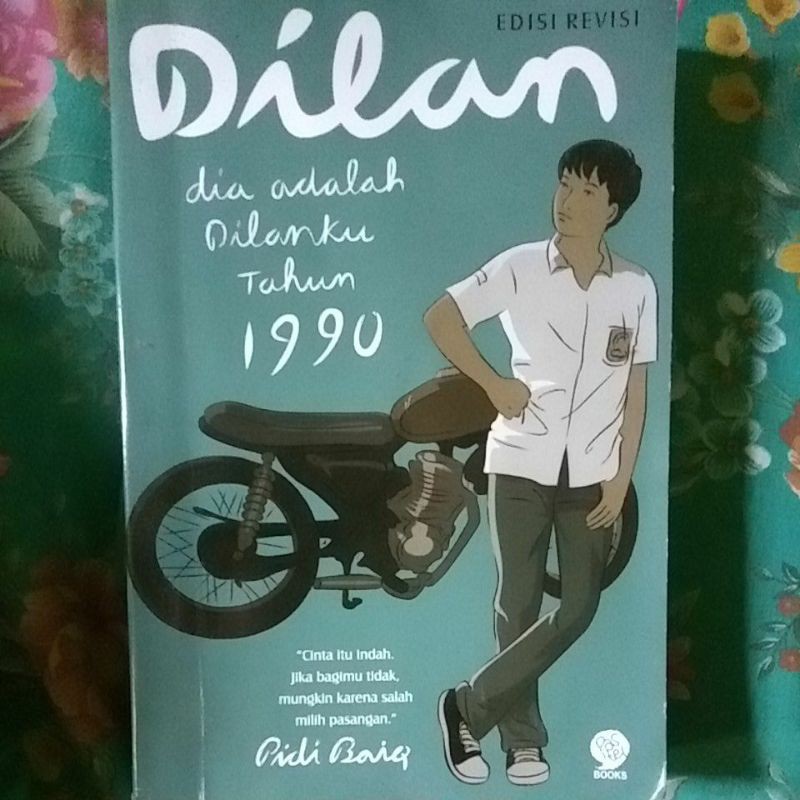 EDISI REVISI
Dilan
dia adalah
Dilanku
Tahun
1990
"Cinta itu indah.
Jika bagimu tidak,
mungkin karena salah
milih pasangan."
Pidi Baiq
BOOKS